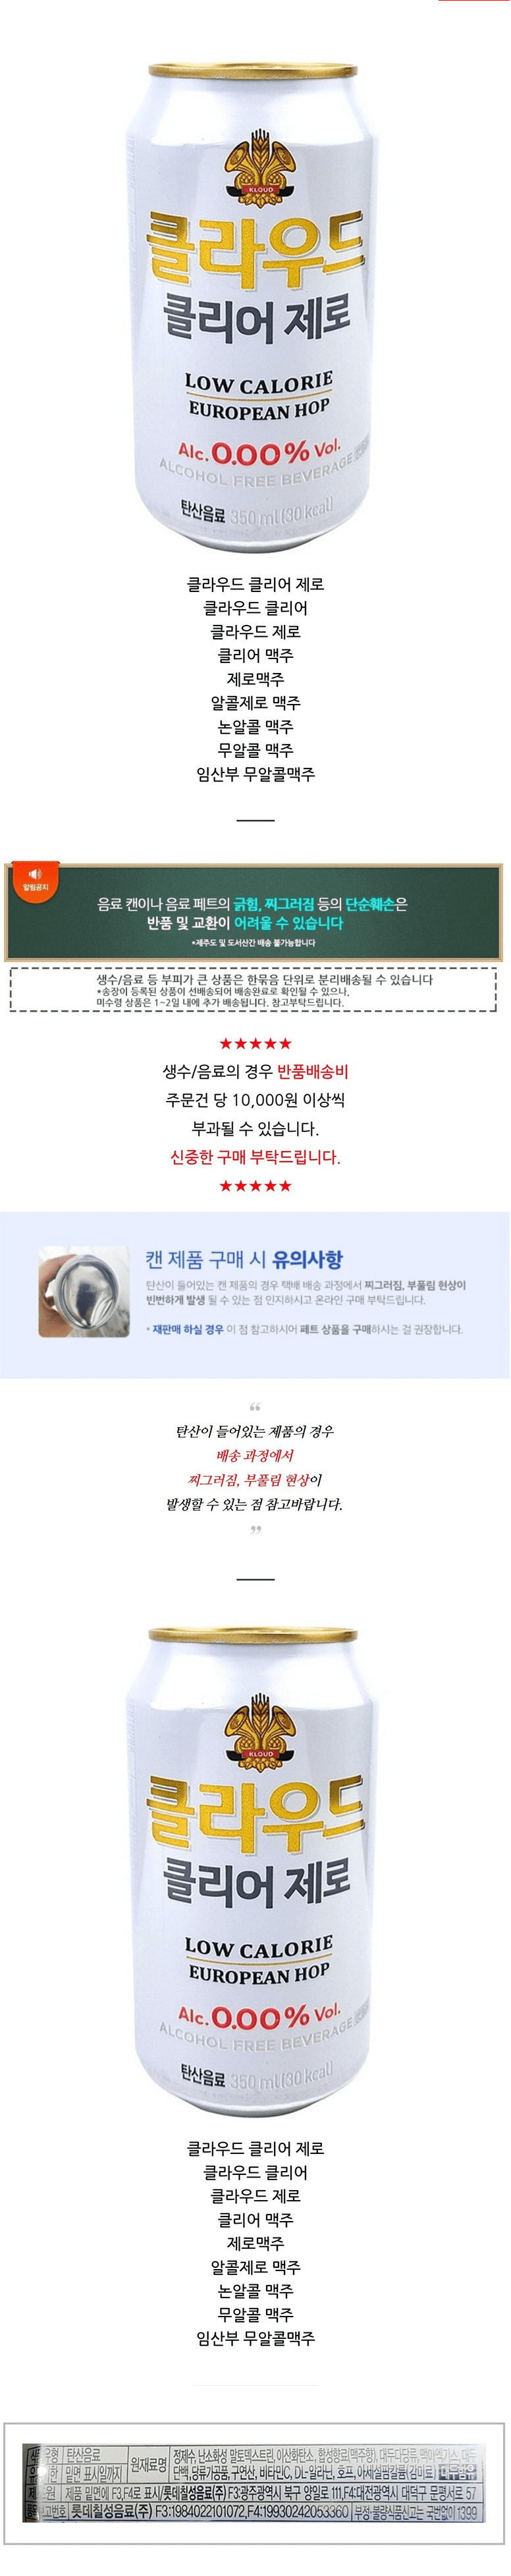 KLOUD
클라우드
클리어 제로
LOW CALORIE
EUROPEAN HOP
Alc. 0.00% Vol.
ALCOHOL FREE BEVERAGE
탄산음료 350 ml (30 kcal)
클라우드 클리어 제로
클라우드 클리어
클라우드 제로
클리어 맥주
제로맥주
알콜제로 맥주
논알콜 맥주
무알콜 맥주
임산부 무알콜맥주
알림공지
음료 캔이나 음료 페트의 긁힘, 찌그러짐 등의 단순훼손은
반품 및 교환이 어려울 수 있습니다
*제주도 및 도서산간 배송 불가능합니다
생수/음료 등 부피가 큰 상품은 한묶음 단위로 분리배송될 수 있습니다
*송장이 등록된 상품이 선배송되어 배송완료로 확인될 수 있으나,
미수령 상품은 1~2일 내에 추가 배송됩니다. 참고부탁드립니다.
★★★★★
생수/음료의 경우 반품배송비
주문건 당 10,000원 이상씩
부과될 수 있습니다.
신중한 구매 부탁드립니다.
★★★★★
캔 제품 구매 시 유의사항
탄산이 들어있는 캔 제품의 경우 택배 배송 과정에서 찌그러짐, 부풀림 현상이
빈번하게 발생 될 수 있는 점 인지하시고 온라인 구매 부탁드립니다.
* 재판매 하실 경우 이 점 참고하시어 페트 상품을 구매하시는 걸 권장합니다.
“
탄산이 들어있는 제품의 경우
배송 과정에서
찌그러짐, 부풀림 현상이
발생할 수 있는 점 참고바랍니다.
”
KLOUD
클라우드
클리어 제로
LOW CALORIE
EUROPEAN HOP
Alc. 0.00% Vol.
ALCOHOL FREE BEVERAGE
탄산음료 350 ml (30 kcal)
클라우드 클리어 제로
클라우드 클리어
클라우드 제로
클리어 맥주
제로맥주
알콜제로 맥주
논알콜 맥주
무알콜 맥주
임산부 무알콜맥주
탄산음료 원재료명 정제수, 난소화성 말토덱스트린, 이산화탄소, 합성향료(맥주향), 대두다당류, 맥아엑기스, 대두
밑면 표시일까지 단백, 당류가공품, 구연산, 비타민C, DL-알라닌, 호프, 아세설팜칼륨(감미료) 대두함유
제품 밑면에 F3,F4로 표시/롯데칠성음료(주) F3:광주광역시 북구 양일로 111,F4:대전광역시 대덕구 문평서로 57
롯데칠성음료(주) F3:1984022101072,F4:19930242053360 부정·불량식품신고는 국번없이 1399